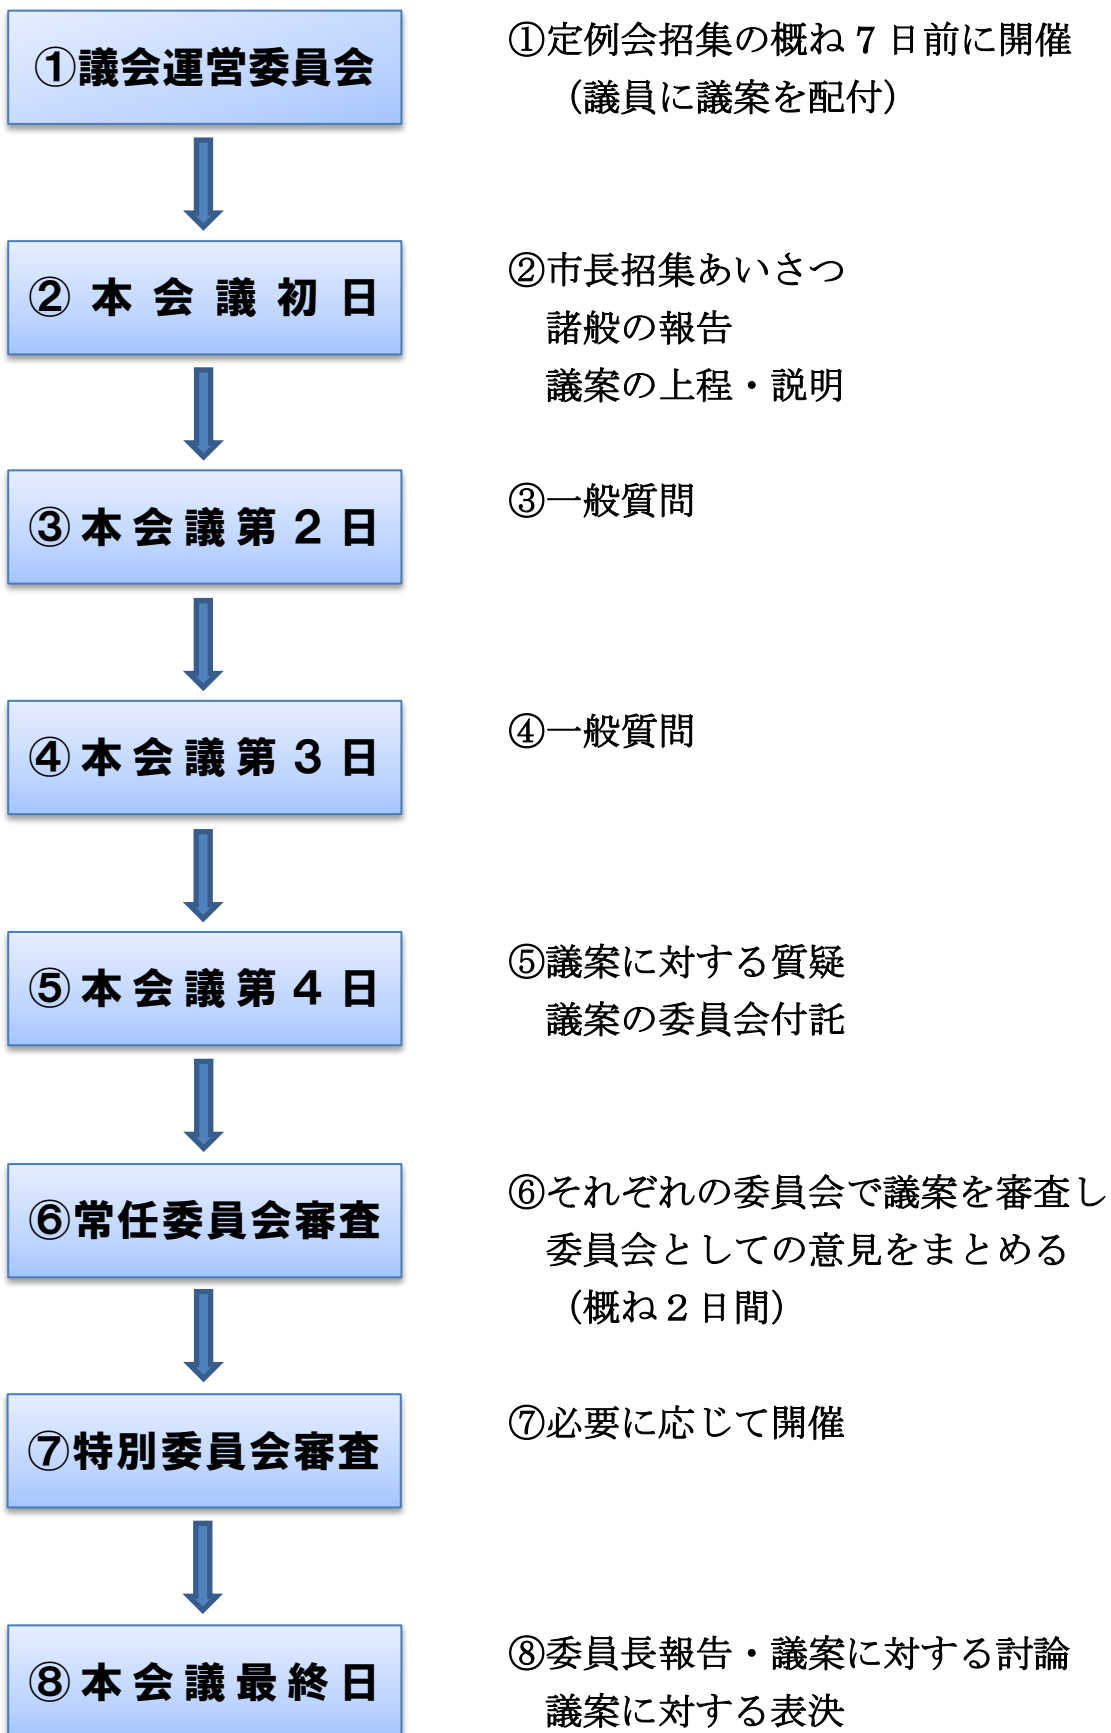 ①議会運営委員会
①定例会招集の概ね7日前に開催
（議員に議案を配付）
②本会議初日
②市長招集あいさつ
諸般の報告
議案の上程・説明
③本会議第2日
③一般質問
④本会議第3日
④一般質問
⑤本会議第4日
⑤議案に対する質疑
議案の委員会付託
⑥常任委員会審査
⑥それぞれの委員会で議案を審査し
委員会としての意見をまとめる
（概ね2日間）
⑦特別委員会審査
⑦必要に応じて開催
⑧本会議最終日
⑧委員長報告・議案に対する討論
議案に対する表決